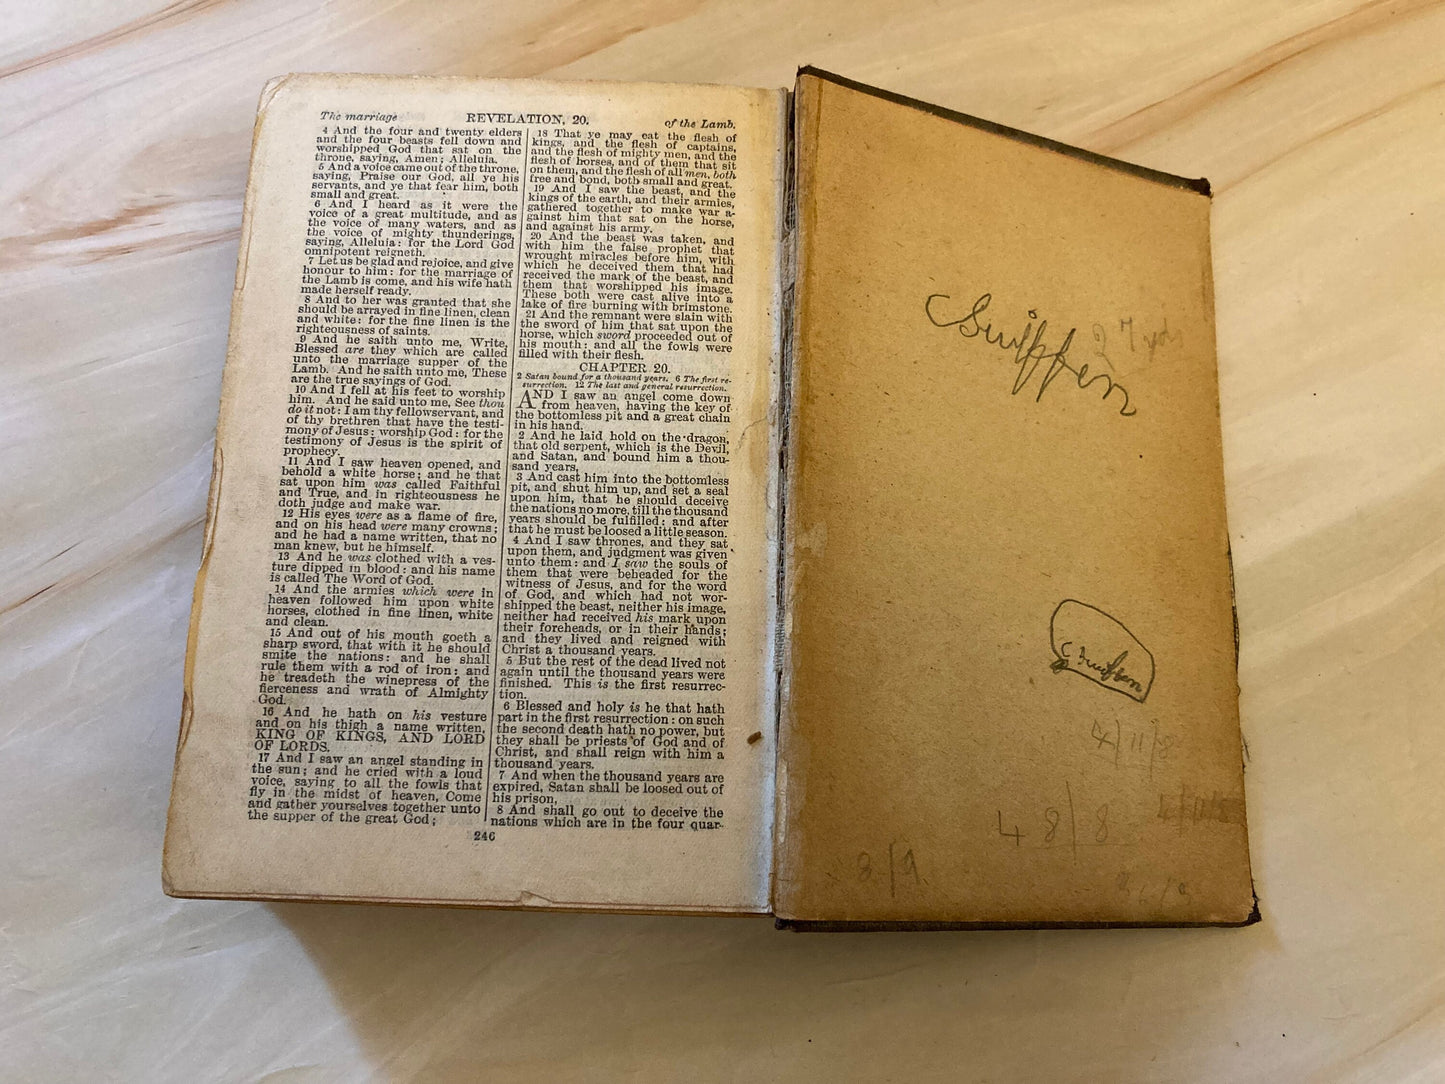 The marriage REVELATION, 20. of the Lamb.
4 And the four and twenty elders
and the four beasts fell down and
worshipped God that sat on the
throne, saying, Amen; Alleluia.
5 And a voice came out of the throne,
saying, Praise our God, all ye his
servants, and ye that fear him, both
small and great.
6 And I heard as it were the
voice of a great multitude, and as
the voice of many waters, and as
the voice of mighty thunderings,
saying, Alleluia: for the Lord God
omnipotent reigneth.
7 Let us be glad and rejoice, and give
honour to him: for the marriage of
the Lamb is come, and his wife hath
made herself ready.
8 And to her was granted that she
should be arrayed in fine linen, clean
and white: for the fine linen is the
righteousness of saints.
9 And he saith unto me, Write,
Blessed are they which are called
unto the marriage supper of the
Lamb. And he saith unto me, These
are the true sayings of God.
10 And I fell at his feet to worship
him. And he said unto me, See thou
do it not: I am thy fellowservant, and
of thy brethren that have the testi-
mony of Jesus: worship God: for the
testimony of Jesus is the spirit of
prophecy.
11 And I saw heaven opened, and
behold a white horse; and he that
sat upon him was called Faithful
and True, and in righteousness he
doth judge and make war.
12 His eyes were as a flame of fire,
and on his head were many crowns;
and he had a name written, that no
man knew, but he himself.
13 And he was clothed with a ves-
ture dipped in blood: and his name
is called The Word of God.
14 And the armies which were in
heaven followed him upon white
horses, clothed in fine linen, white
and clean.
15 And out of his mouth goeth a
sharp sword, that with it he should
smite the nations: and he shall
rule them with a rod of iron: and
he treadeth the winepress of the
fierceness and wrath of Almighty
God.
16 And he hath on his vesture
and on his thigh a name written,
KING OF KINGS, AND LORD
OF LORDS.
17 And I saw an angel standing in
the sun; and he cried with a loud
voice, saying to all the fowls that
fly in the midst of heaven, Come
and gather yourselves together unto
the supper of the great God;
18 That ye may eat the flesh of
kings, and the flesh of captains,
and the flesh of mighty men, and the
flesh of horses, and of them that sit
on them, and the flesh of all men, both
free and bond, both small and great.
19 And I saw the beast, and the
kings of the earth, and their armies,
gathered together to make war a-
gainst him that sat on the horse,
and against his army.
20 And the beast was taken, and
with him the false prophet that
wrought miracles before him, with
which he deceived them that had
received the mark of the beast, and
them that worshipped his image.
These both were cast alive into a
lake of fire burning with brimstone.
21 And the remnant were slain with
the sword of him that sat upon the
horse, which sword proceeded out of
his mouth: and all the fowls were
filled with their flesh.
CHAPTER 20.
2 Satan bound for a thousand years. 6 The first re-
surrection. 12 The last and general resurrection.
AND I saw an angel come down
from heaven, having the key of
the bottomless pit and a great chain
in his hand.
2 And he laid hold on the dragon,
that old serpent, which is the Devil,
and Satan, and bound him a thou-
sand years,
3 And cast him into the bottomless
pit, and shut him up, and set a seal
upon him, that he should deceive
the nations no more, till the thousand
years should be fulfilled: and after
that he must be loosed a little season.
4 And I saw thrones, and they sat
upon them, and judgment was given
unto them: and I saw the souls of
them that were beheaded for the
witness of Jesus, and for the word
of God, and which had not wor-
shipped the beast, neither his image,
neither had received his mark upon
their foreheads, or in their hands;
and they lived and reigned with
Christ a thousand years.
5 But the rest of the dead lived not
again until the thousand years were
finished. This is the first resurrec-
tion.
6 Blessed and holy is he that hath
part in the first resurrection: on such
the second death hath no power, but
they shall be priests of God and of
Christ, and shall reign with him a
thousand years.
7 And when the thousand years are
expired, Satan shall be loosed out of
his prison,
8 And shall go out to deceive the
nations which are in the four quar-
246
27 yd
48/8
8/9